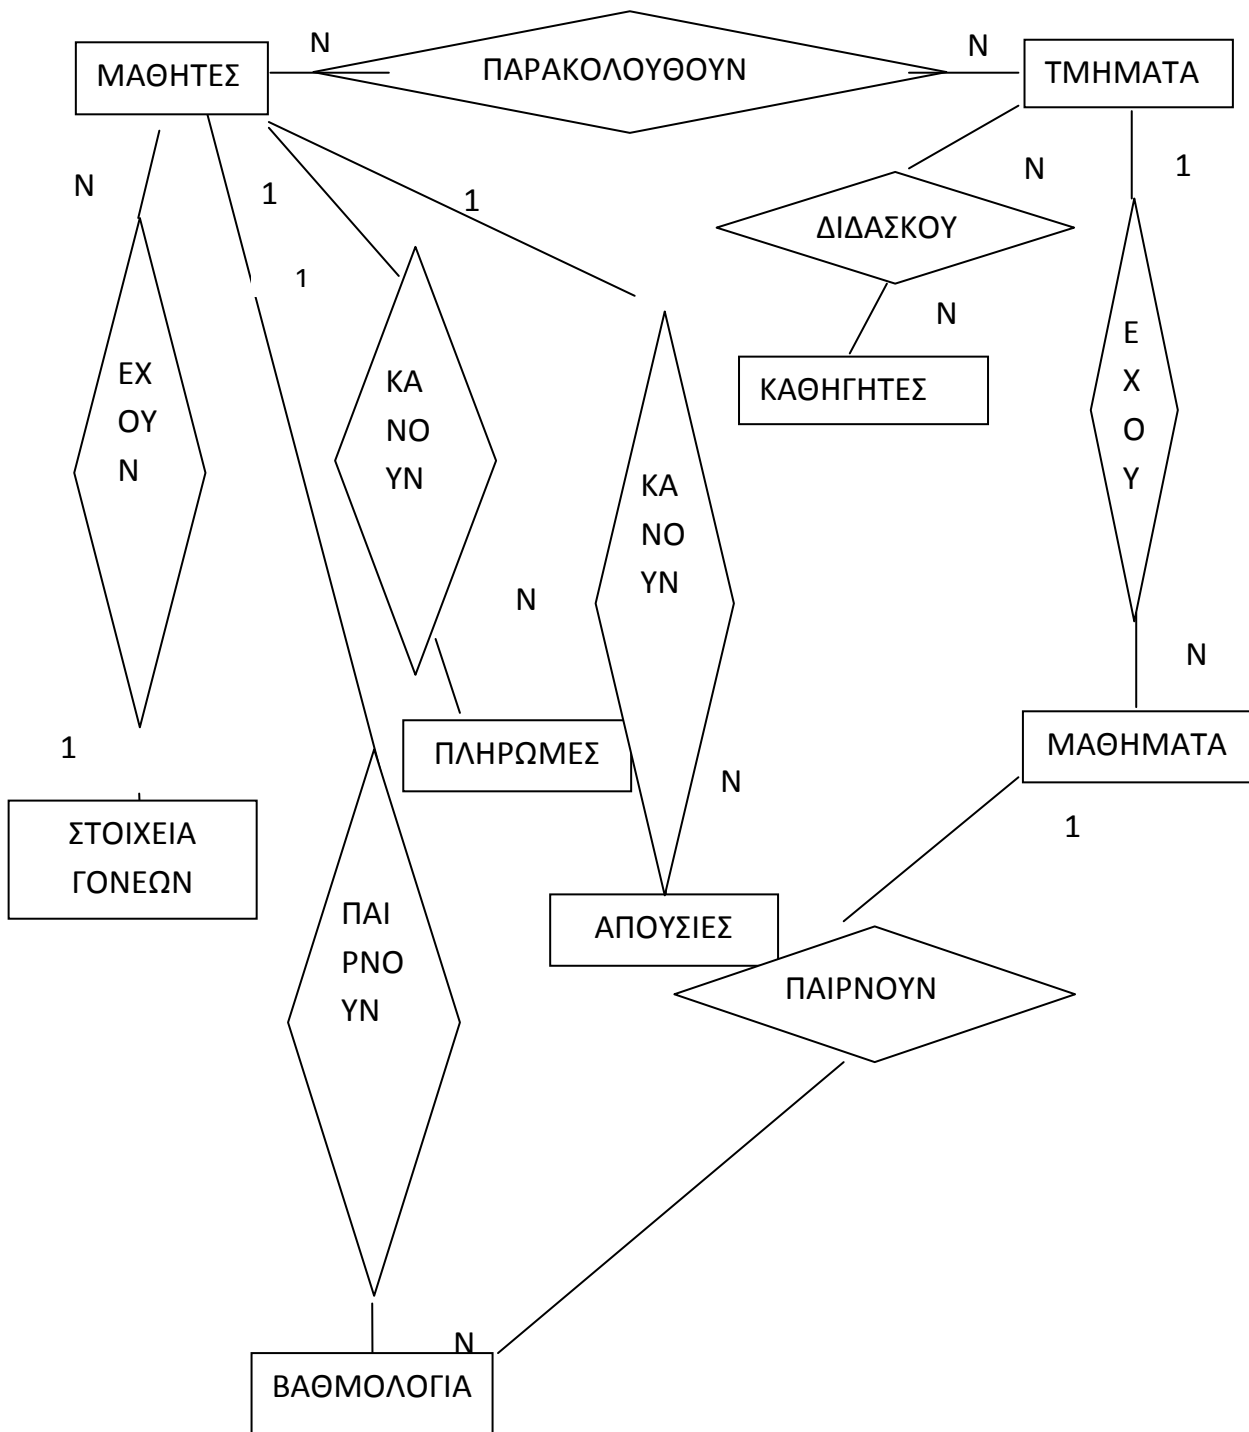 Ν
Ν
ΜΑΘΗΤΕΣ
ΠΑΡΑΚΟΛΟΥΘΟΥΝ
ΤΜΗΜΑΤΑ
Ν
1
1
Ν
1
ΔΙΔΑΣΚΟΥ
1
Ν
ΕΧ
ΟΥ
Ν
ΚΑ
ΝΟ
ΥΝ
ΚΑΘΗΓΗΤΕΣ
Ε
Χ
Ο
Υ
ΚΑ
ΝΟ
ΥΝ
Ν
Ν
1
ΠΛΗΡΩΜΕΣ
Ν
ΜΑΘΗΜΑΤΑ
1
ΣΤΟΙΧΕΙΑ
ΓΟΝΕΩΝ
ΠΑΙ
ΡΝΟ
ΥΝ
ΑΠΟΥΣΙΕΣ
ΠΑΙΡΝΟΥΝ
Ν
ΒΑΘΜΟΛΟΓΙΑ